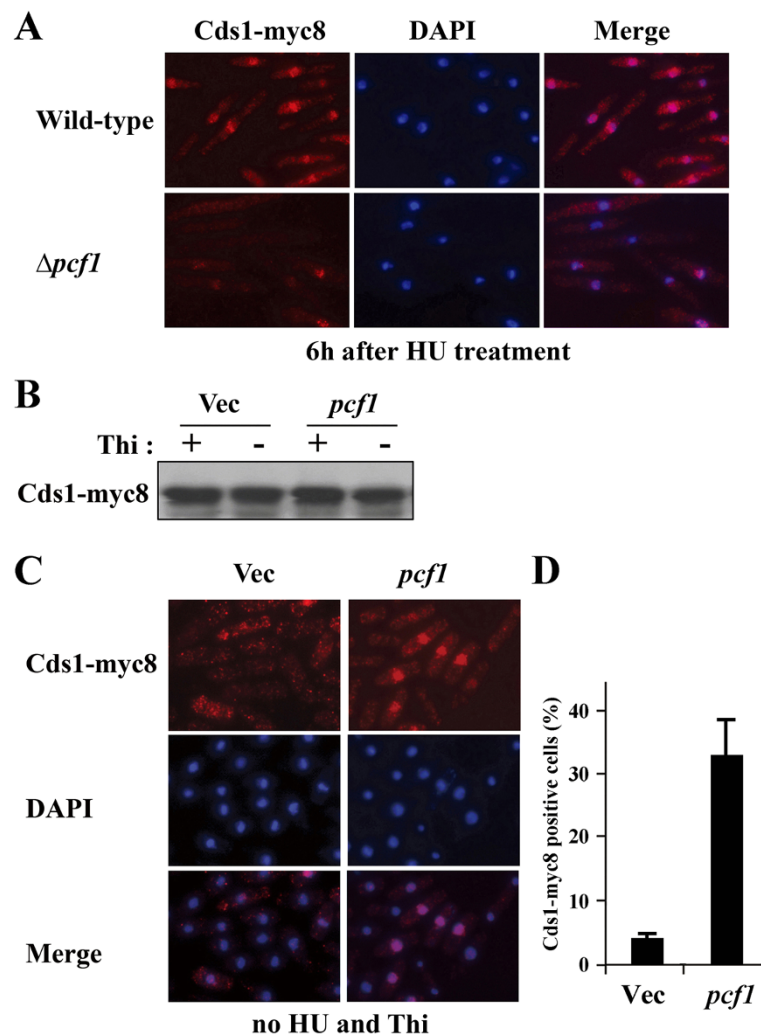 A
Cds1-myc8 DAPI Merge
Wild-type
Δpcf1
6h after HU treatment
B
Vec pcf1
Thi : + - + -
Cds1-myc8
C
Vec pcf1
Cds1-myc8
DAPI
Merge
no HU and Thi
D
Cds1-myc8 positive cells (%)
40
30
20
10
0
Vec pcf1